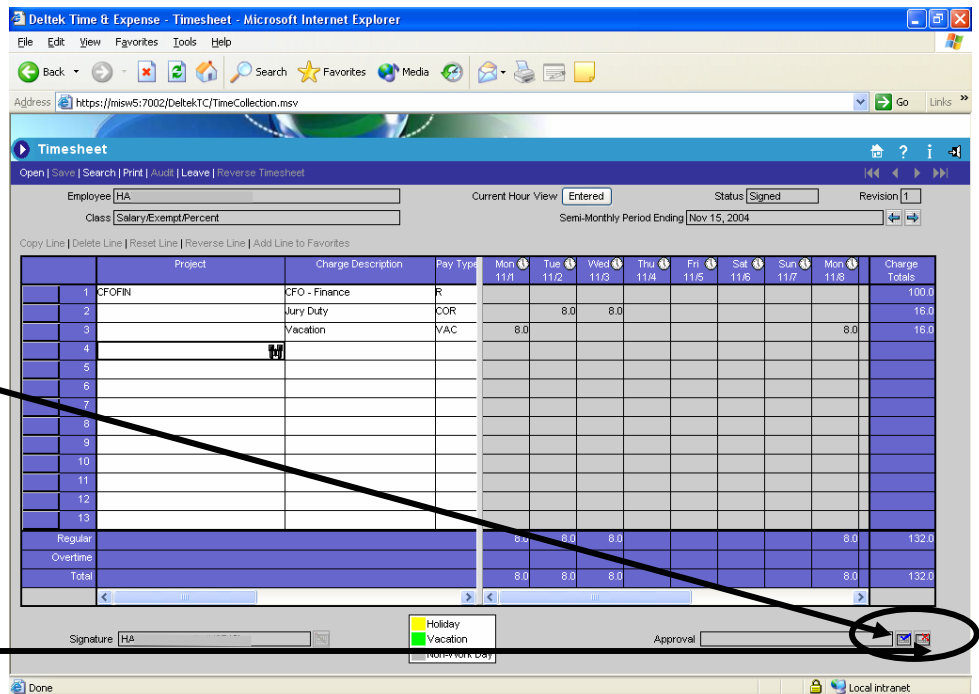 Deltek Time & Expense - Timesheet - Microsoft Internet Explorer
File Edit View Favorites Tools Help
Back Search Favorites Media
Address https://misw5:7002/DeltekTC/TimeCollection.msv Go Links »
Timesheet ? i
Open | Save | Search | Print | Audit | Leave | Reverse Timesheet
Employee HA Current Hour View Entered Status Signed Revision 1
Class Salary/Exempt/Percent Semi-Monthly Period Ending Nov 15, 2004
Copy Line | Delete Line | Reset Line | Reverse Line | Add Line to Favorites
Project Charge Description Pay Type Mon Tue Wed Thu Fri Sat Sun Mon Charge
11/1 11/2 11/3 11/4 11/5 11/6 11/7 11/8 Totals
1 CFOFIN CFO - Finance R 100.0
2 Jury Duty COR 8.0 8.0 16.0
3 Vacation VAC 8.0 8.0 16.0
4
5
6
7
8
9
10
11
12
13
Regular 8.0 8.0 8.0 8.0 132.0
Overtime
Total 8.0 8.0 8.0 8.0 132.0
Holiday
Signature HA Vacation Approval
Non-Work Day
Done Local intranet